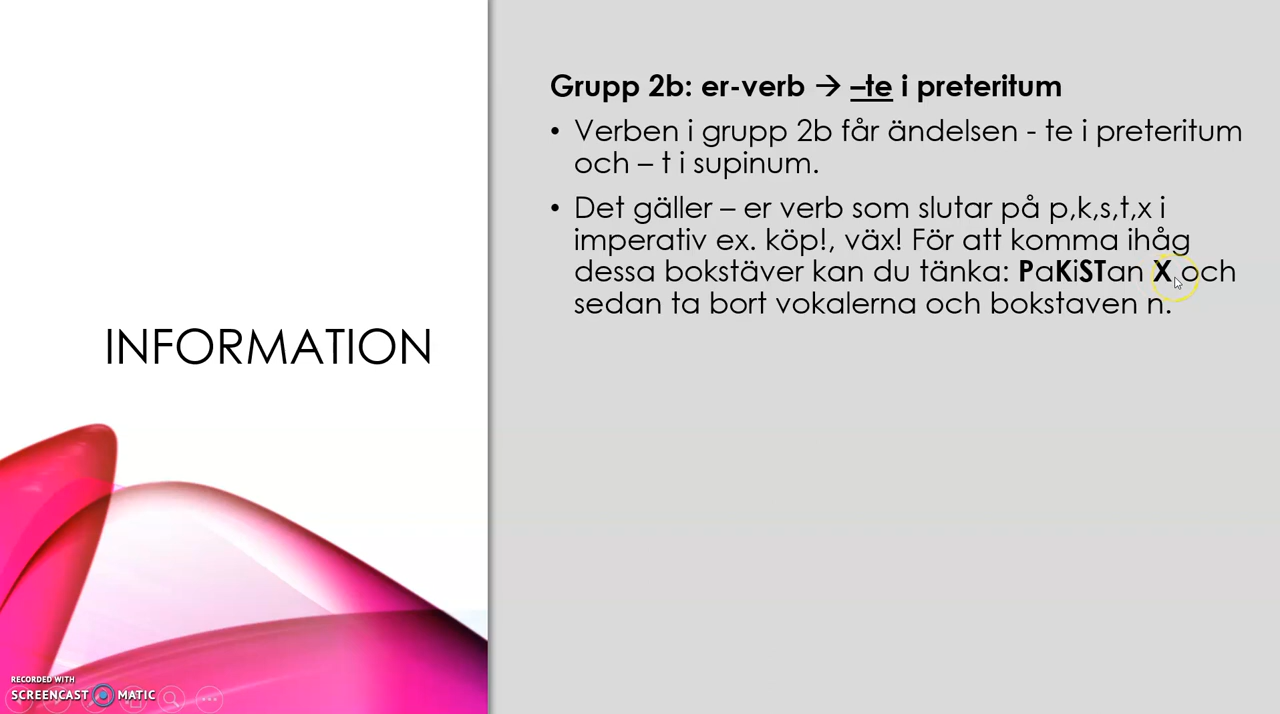 INFORMATION
Grupp 2b: er-verb → –te i preteritum
• Verben i grupp 2b får ändelsen - te i preteritum
och – t i supinum.
• Det gäller – er verb som slutar på p,k,s,t,x i
imperativ ex. köp!, väx! För att komma ihåg
dessa bokstäver kan du tänka: PaKiSTan X och
sedan ta bort vokalerna och bokstaven n.
RECORDED WITH
SCREENCAST MATIC